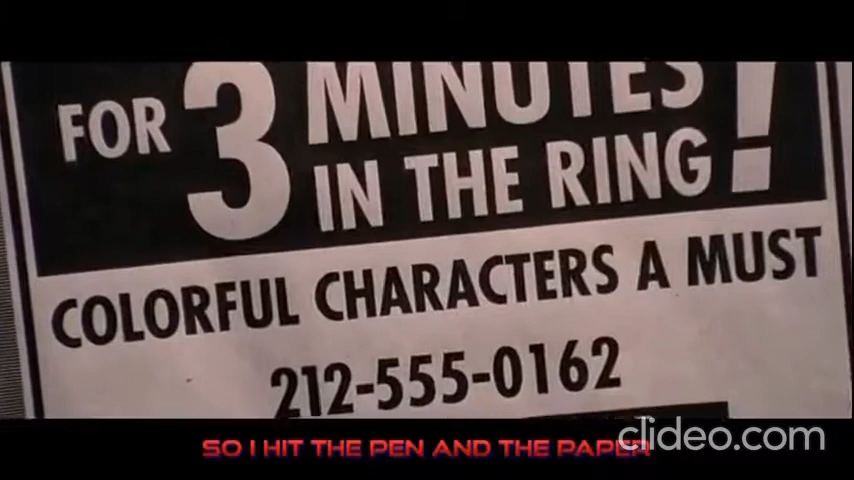 FOR 3 MINUTES
IN THE RING!
COLORFUL CHARACTERS A MUST
212-555-0162
SO I HIT THE PEN AND THE PAPER
clideo.com